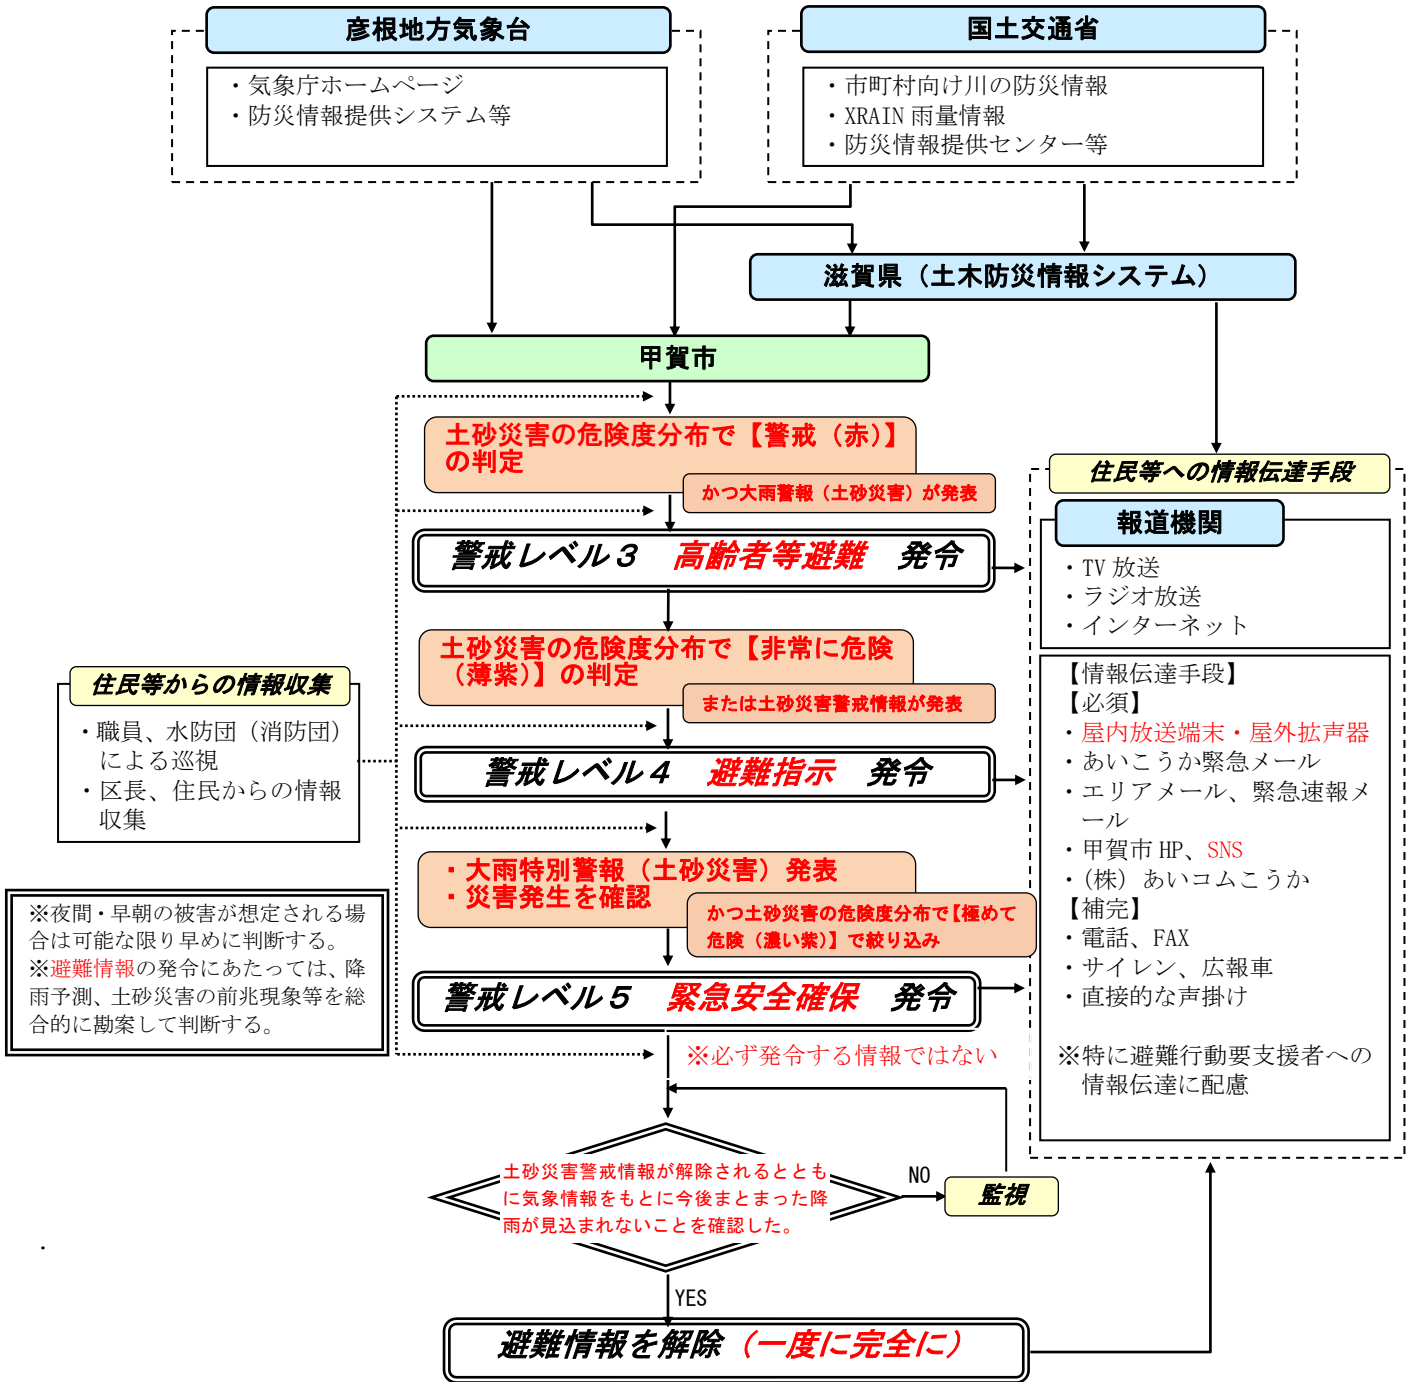 彦根地方気象台
・気象庁ホームページ
・防災情報提供システム等
国土交通省
・市町村向け川の防災情報
・XRAIN 雨量情報
・防災情報提供センター等
滋賀県（土木防災情報システム）
甲賀市
土砂災害の危険度分布で【警戒（赤）】
の判定
かつ大雨警報（土砂災害）が発表
警戒レベル３　高齢者等避難　発令
土砂災害の危険度分布で【非常に危険
（薄紫）】の判定
または土砂災害警戒情報が発表
警戒レベル４　避難指示　発令
・大雨特別警報（土砂災害）発表
・災害発生を確認
かつ土砂災害の危険度分布で【極めて
危険（濃い紫）】で絞り込み
警戒レベル５　緊急安全確保　発令
※必ず発令する情報ではない
住民等からの情報収集
・職員、水防団（消防団）
による巡視
・区長、住民からの情報
収集
※夜間・早朝の被害が想定される場
合は可能な限り早めに判断する。
※避難情報の発令にあたっては、降
雨予測、土砂災害の前兆現象等を総
合的に勘案して判断する。
住民等への情報伝達手段
報道機関
・TV 放送
・ラジオ放送
・インターネット
【情報伝達手段】
【必須】
・屋内放送端末・屋外拡声器
・あいこうか緊急メール
・エリアメール、緊急速報メ
ール
・甲賀市 HP、SNS
・(株）あいコムこうか
【補完】
・電話、FAX
・サイレン、広報車
・直接的な声掛け
※特に避難行動要支援者への
情報伝達に配慮
土砂災害警戒情報が解除されるととも
に気象情報をもとに今後まとまった降
雨が見込まれないことを確認した。
NO
監視
YES
避難情報を解除（一度に完全に）
.